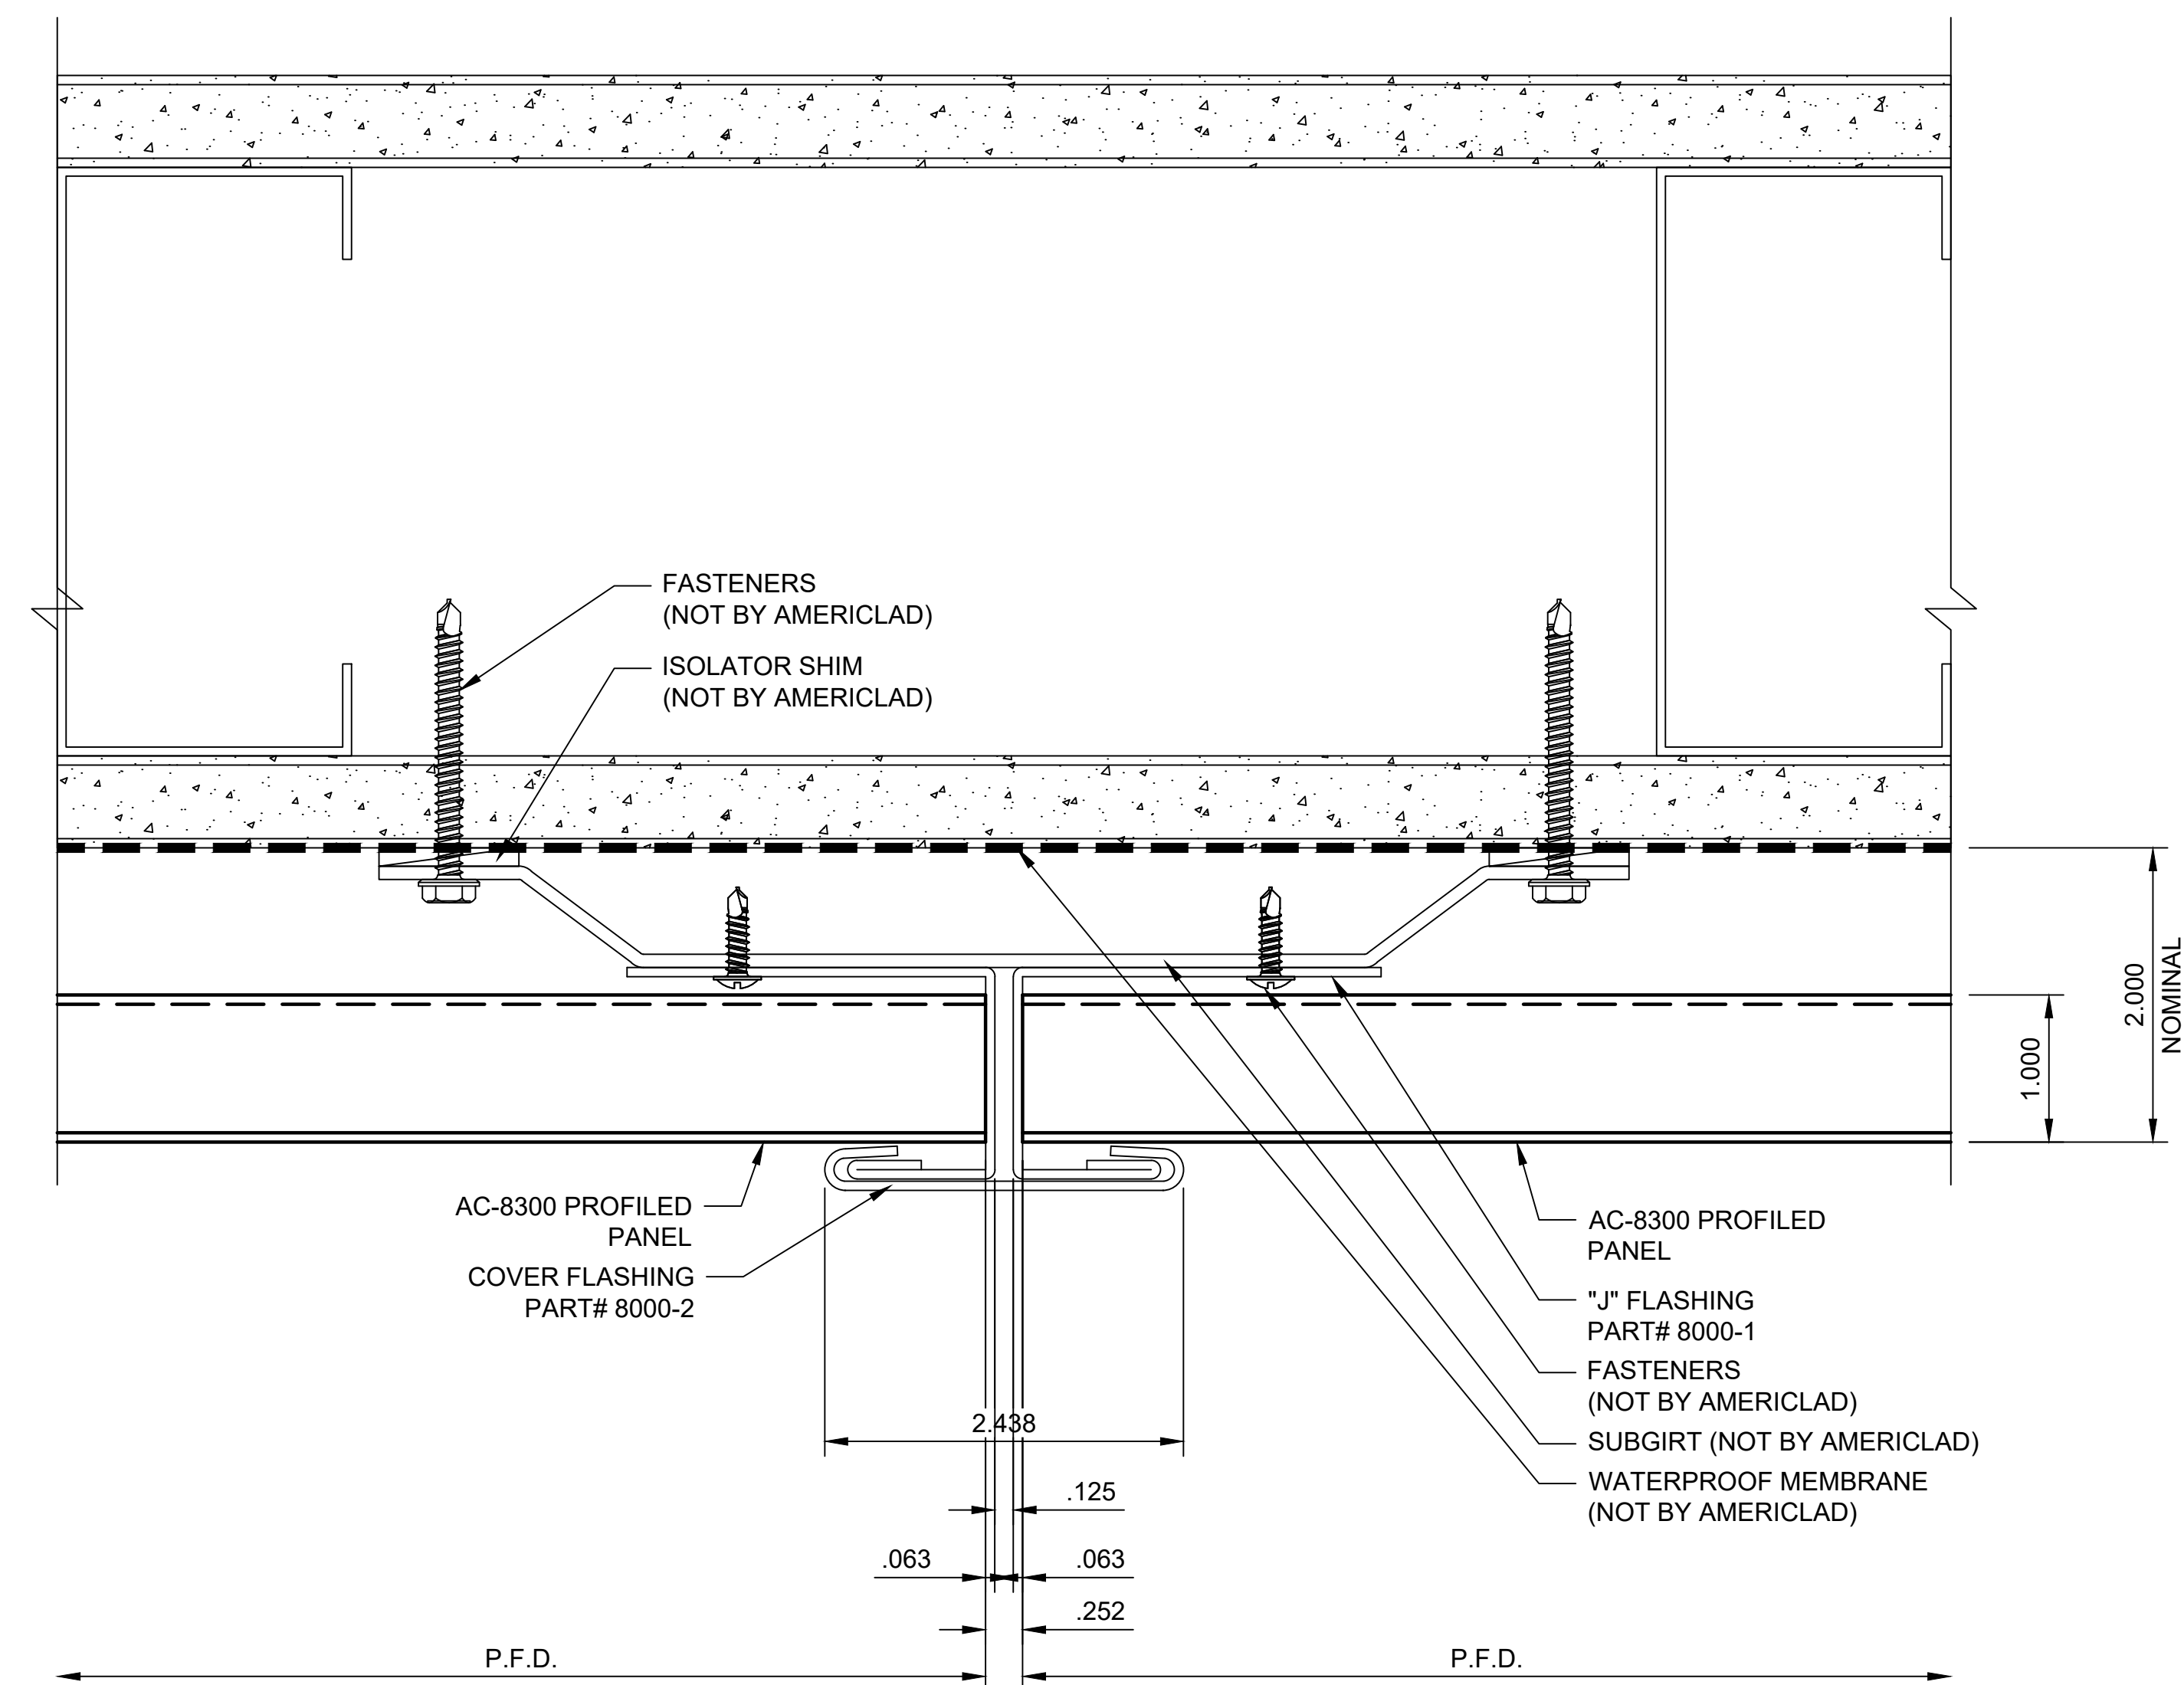 FASTENERS
(NOT BY AMERICLAD)
ISOLATOR SHIM
(NOT BY AMERICLAD)
2.000
NOMINAL
1.000
AC-8300 PROFILED
PANEL
COVER FLASHING
PART# 8000-2
AC-8300 PROFILED
PANEL
"J" FLASHING
PART# 8000-1
FASTENERS
(NOT BY AMERICLAD)
SUBGIRT (NOT BY AMERICLAD)
WATERPROOF MEMBRANE
(NOT BY AMERICLAD)
2.438
.125
.063
.063
.252
P.F.D.
P.F.D.